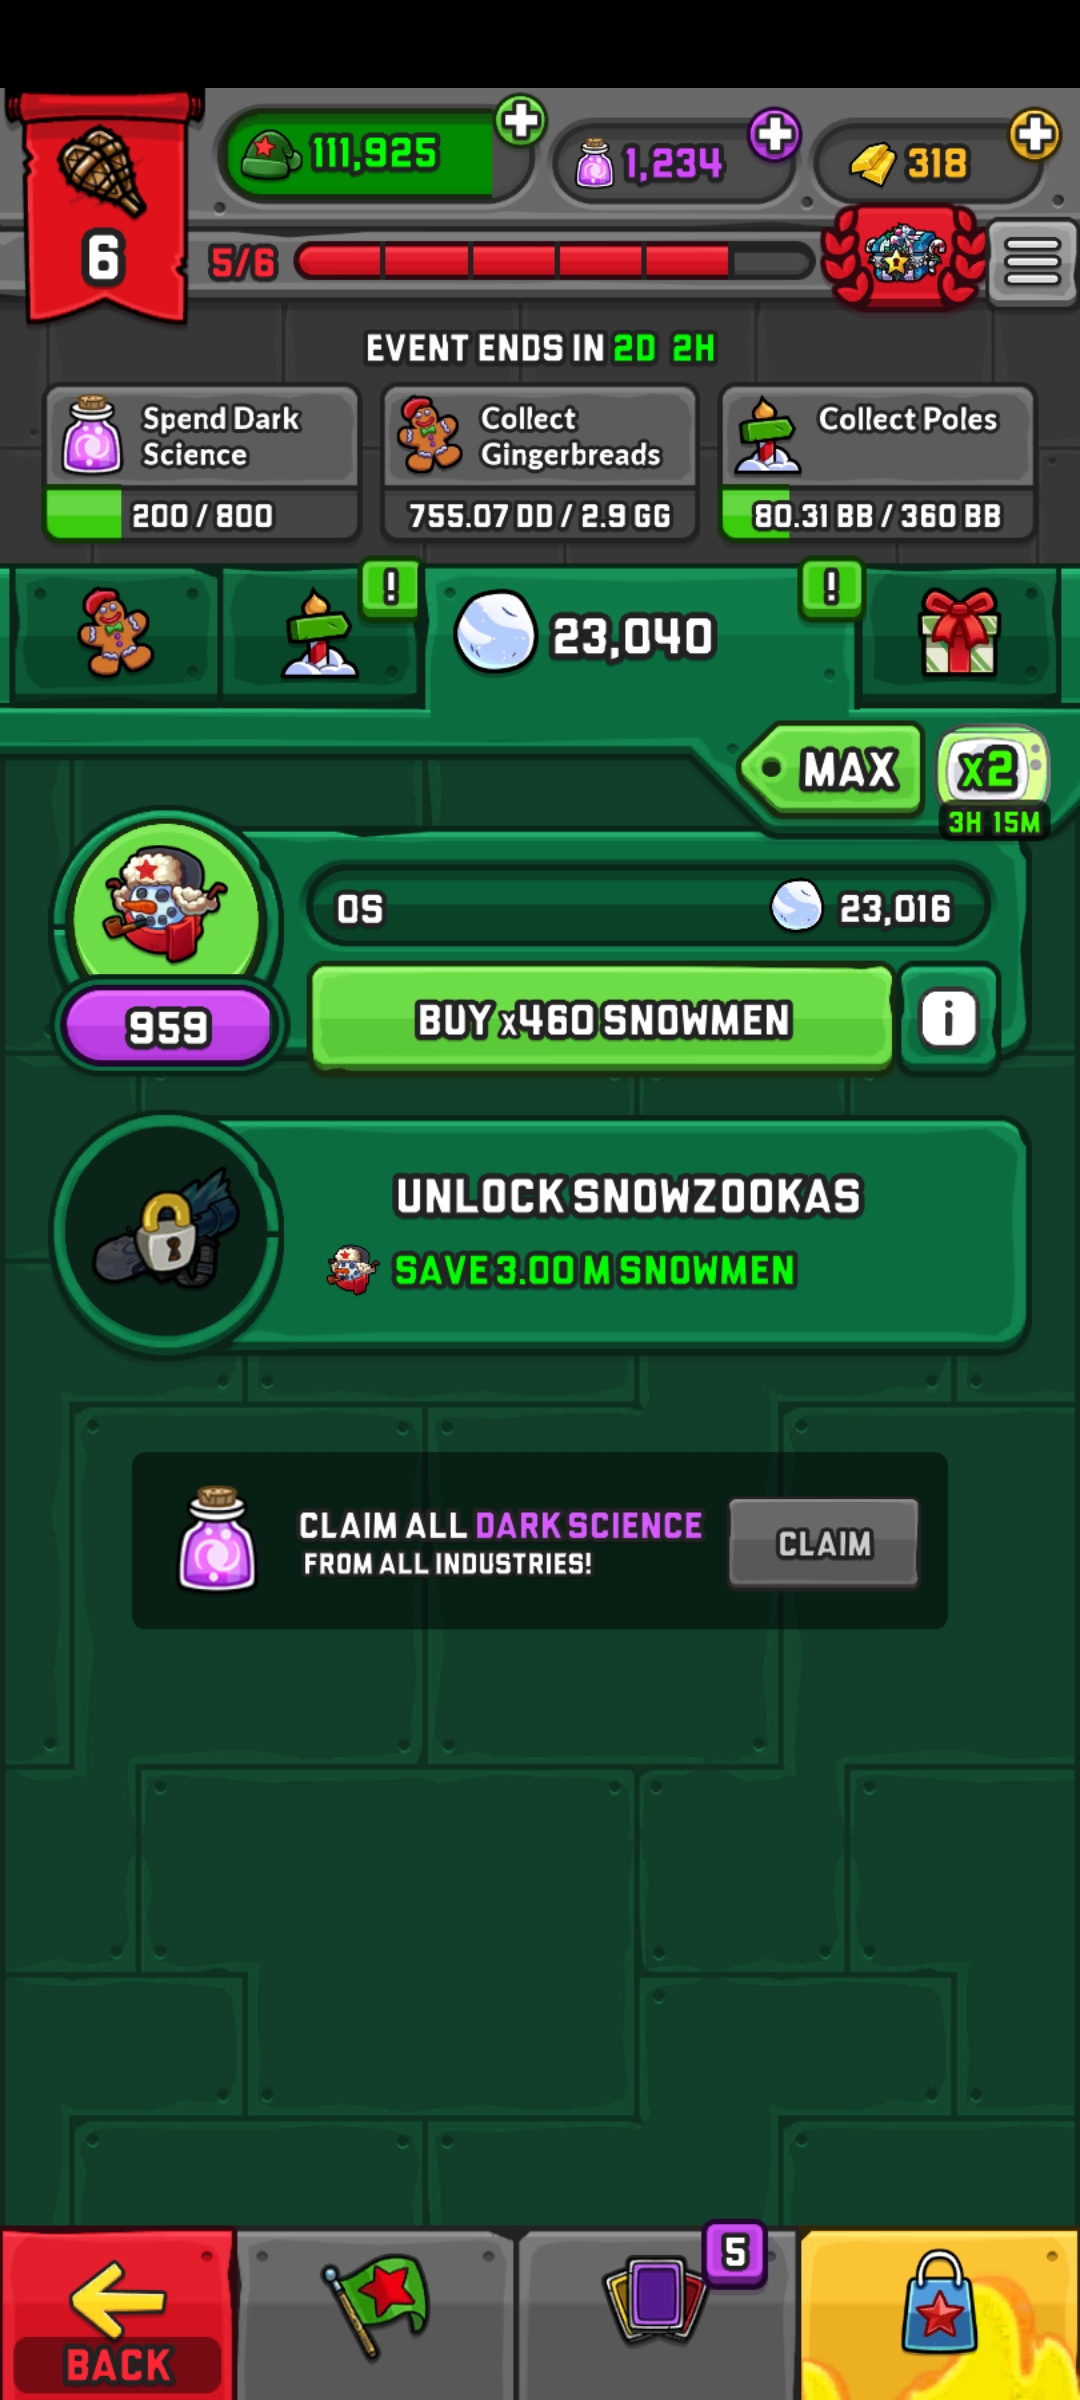 111,925
1,234
318
6
5/6
EVENT ENDS IN 2D 2H
Spend Dark
Science
200 / 800
Collect
Gingerbreads
755.07 DD / 2.9 GG
Collect Poles
80.31 BB / 360 BB
!
23,040
!
MAX
x2
3H 15M
0S
23,016
959
BUY x460 SNOWMEN
i
UNLOCK SNOWZOOKAS
SAVE 3.00 M SNOWMEN
CLAIM ALL DARK SCIENCE
FROM ALL INDUSTRIES!
CLAIM
5
BACK